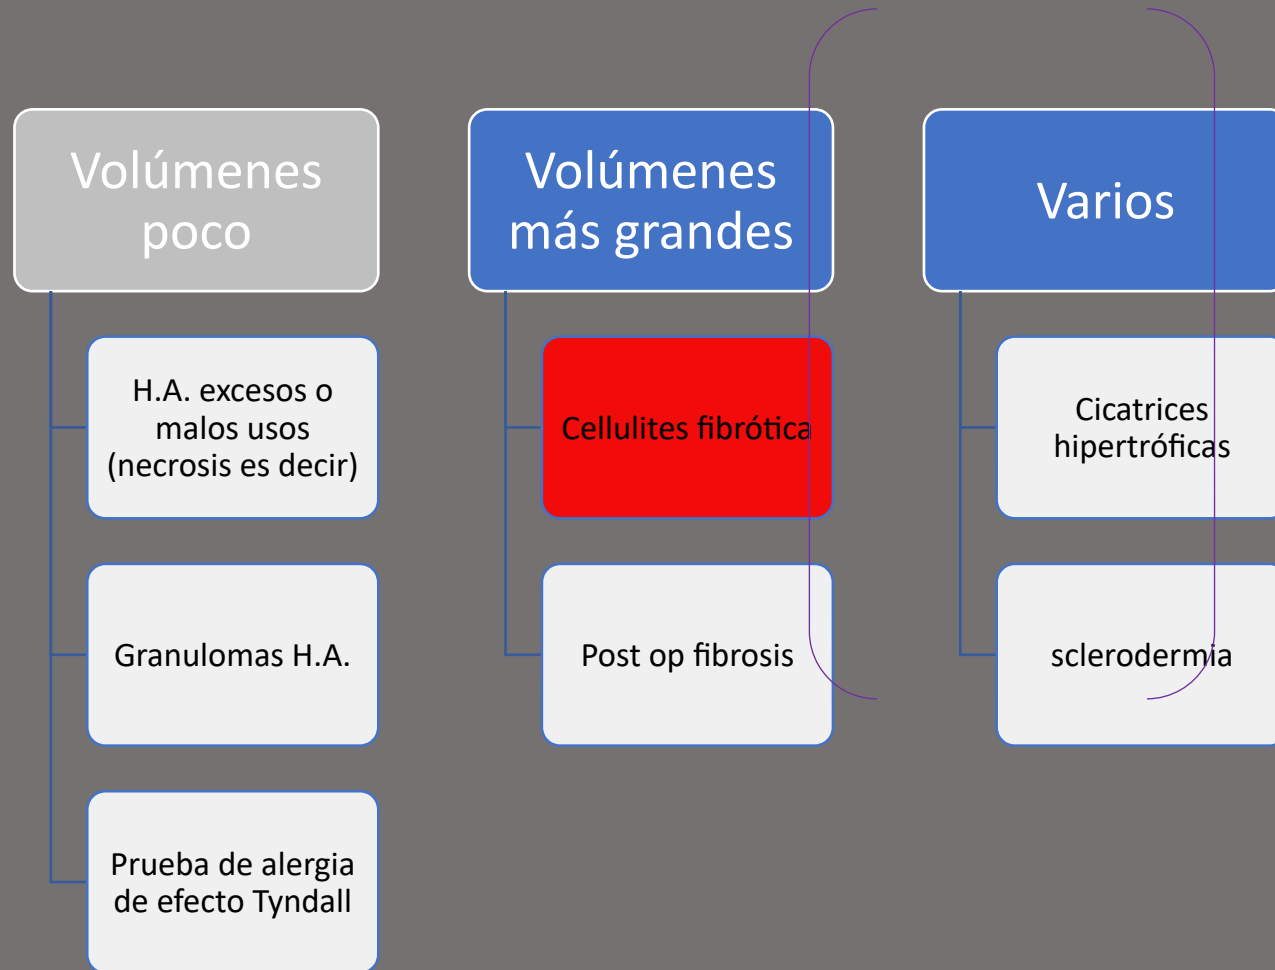 Volúmenes
poco
H.A. excesos o
malos usos
(necrosis es decir)
Granulomas H.A.
Prueba de alergia
de efecto Tyndall
Volúmenes
más grandes
Cellulites fibrótica
Post op fibrosis
Varios
Cicatrices
hipertróficas
sclerodermia